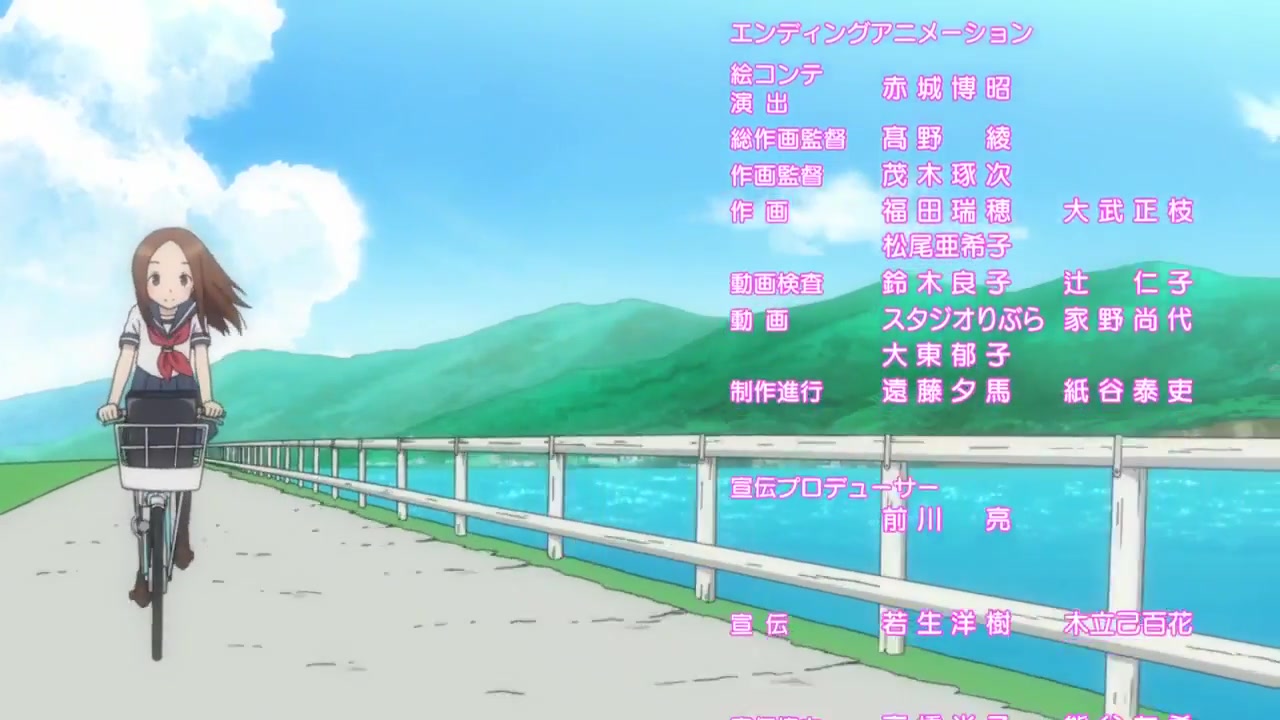 エンディングアニメーション
絵コンテ
演出 赤城博昭
総作画監督 髙野 綾
作画監督 茂木琢次
作画 福田瑞穂 大武正枝
松尾亜希子
動画検査 鈴木良子 辻 仁子
動画 スタジオりぷら 家野尚代
大東郁子
制作進行 遠藤夕馬 紙谷泰吏
宣伝プロデューサー
前川 亮
宣伝 若生洋樹 木立己百花